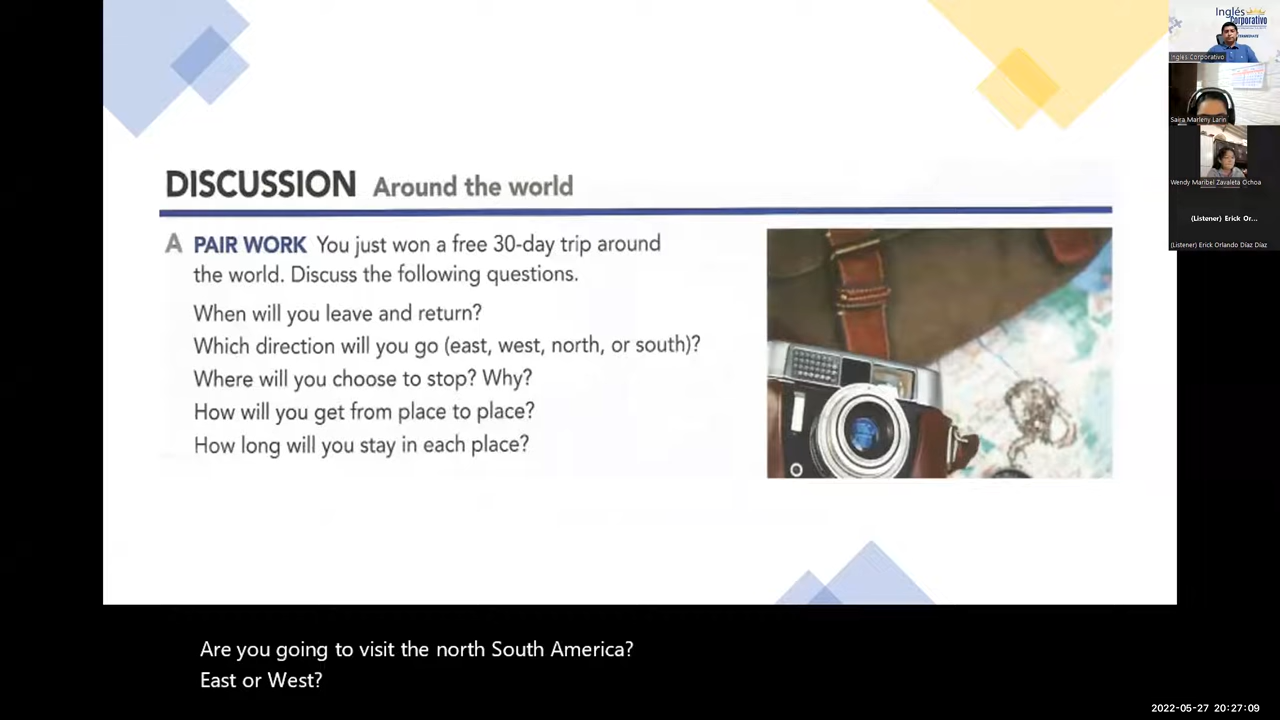 DISCUSSION Around the world
A PAIR WORK You just won a free 30-day trip around
the world. Discuss the following questions.
When will you leave and return?
Which direction will you go (east, west, north, or south)?
Where will you choose to stop? Why?
How will you get from place to place?
How long will you stay in each place?
Inglés
Corporativo
Inglés Corporativo
Saira Marleny Larin
Wendy Maribel Zavaleta Ochoa
(Listener) Erick Or...
(Listener) Erick Orlando Díaz Díaz
Are you going to visit the north South America?
East or West?
2022-05-27 20:27:09